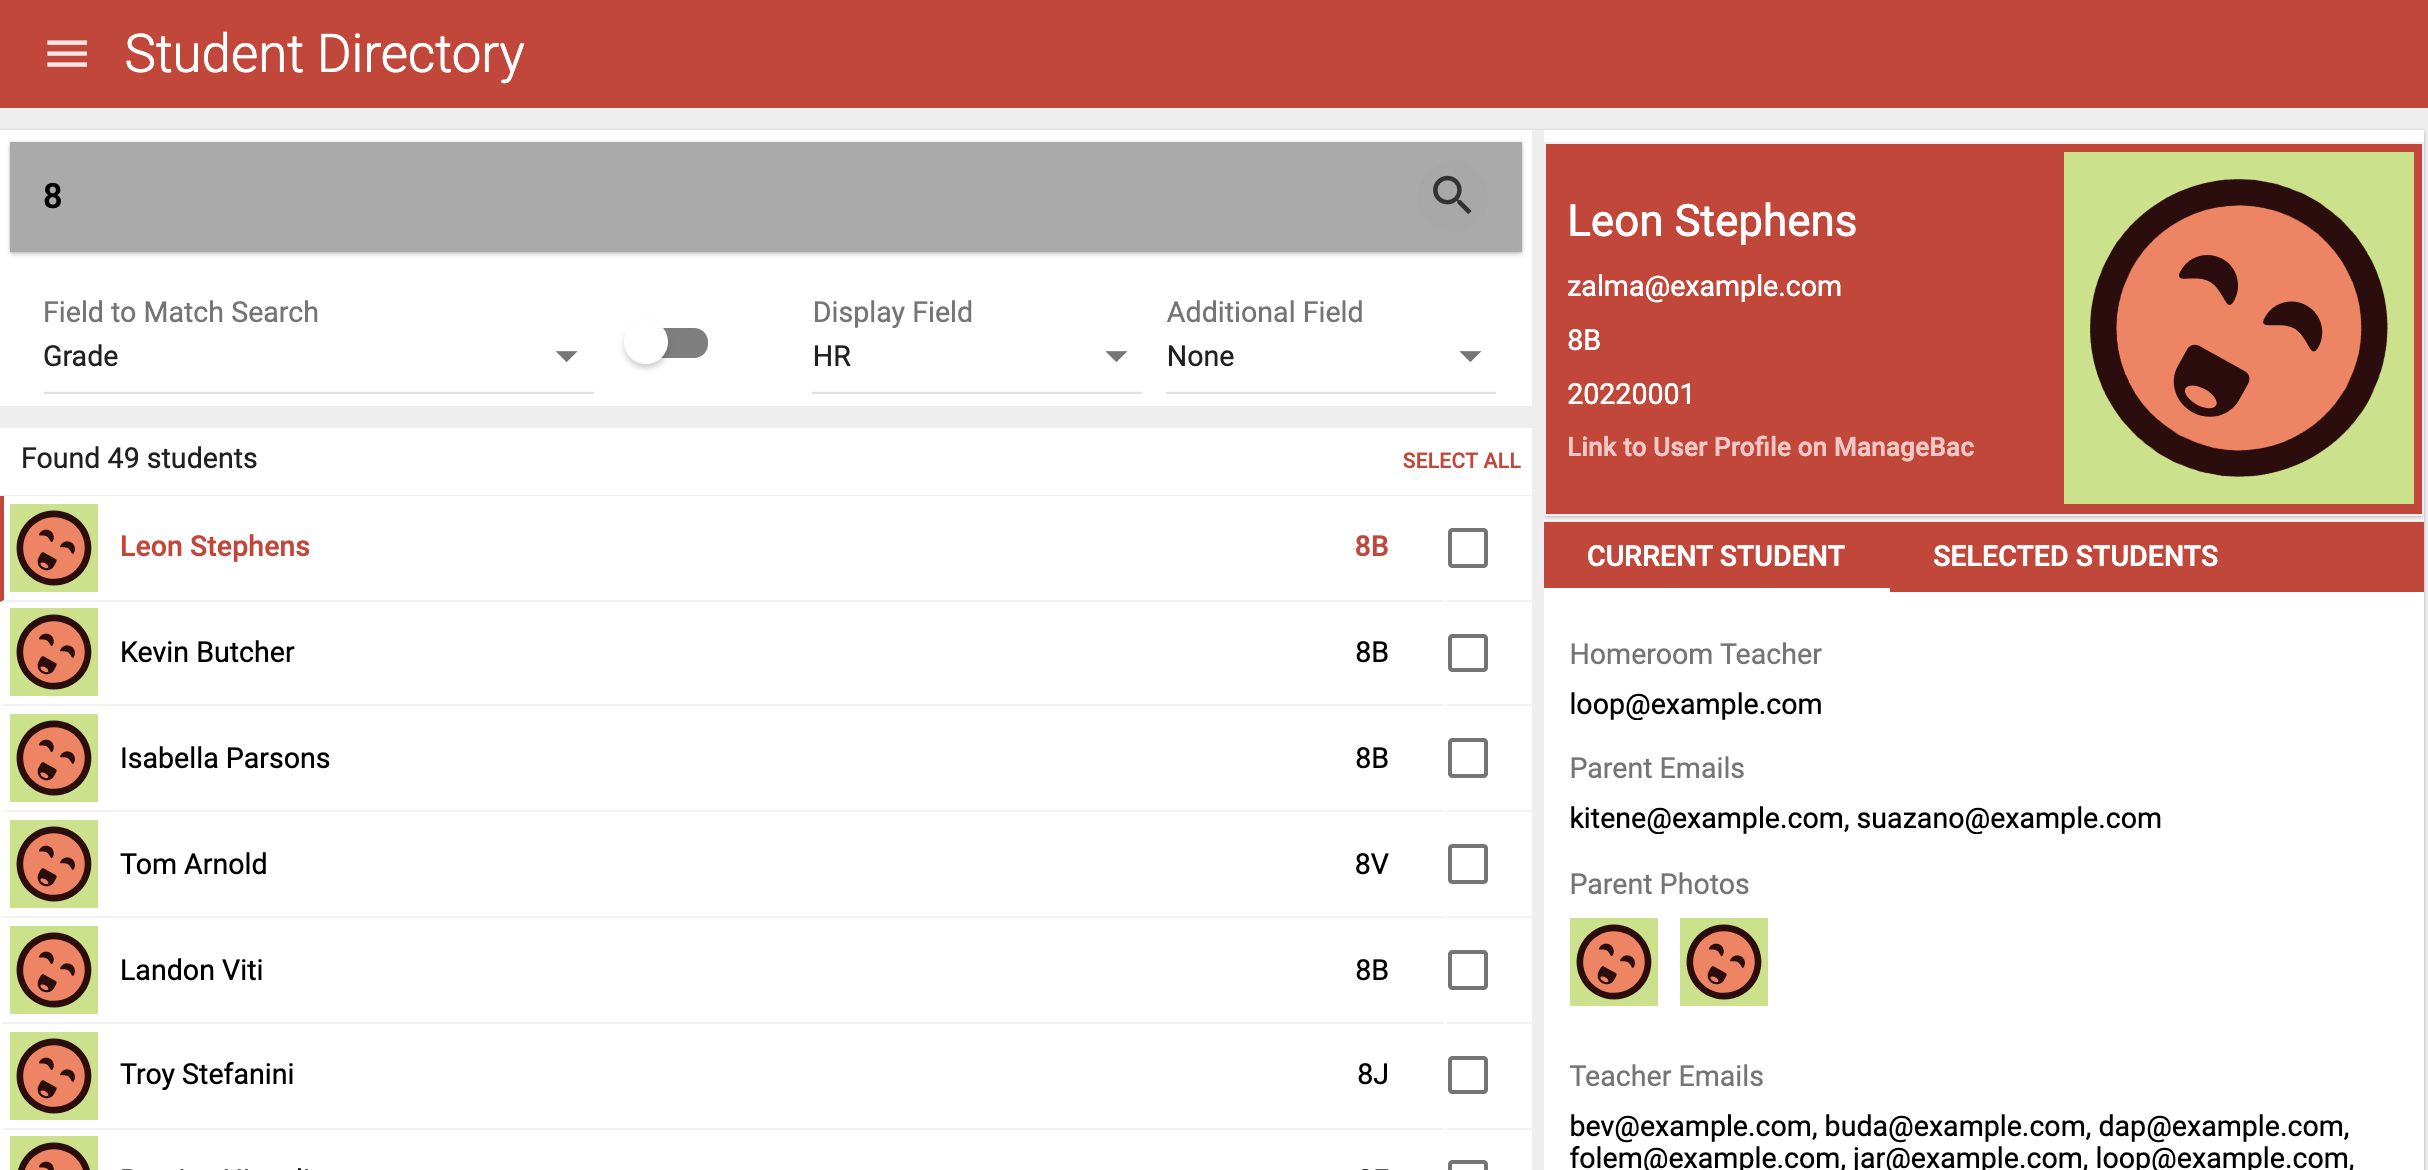 Student Directory
8
Field to Match Search
Grade
Display Field
HR
Additional Field
None
Found 49 students
SELECT ALL
Leon Stephens 8B
Kevin Butcher 8B
Isabella Parsons 8B
Tom Arnold 8V
Landon Viti 8B
Troy Stefanini 8J
Leon Stephens
zalma@example.com
8B
20220001
Link to User Profile on ManageBac
CURRENT STUDENT SELECTED STUDENTS
Homeroom Teacher
loop@example.com
Parent Emails
kitene@example.com, suazano@example.com
Parent Photos
Teacher Emails
bev@example.com, buda@example.com, dap@example.com,
folem@example.com, jar@example.com, loop@example.com,